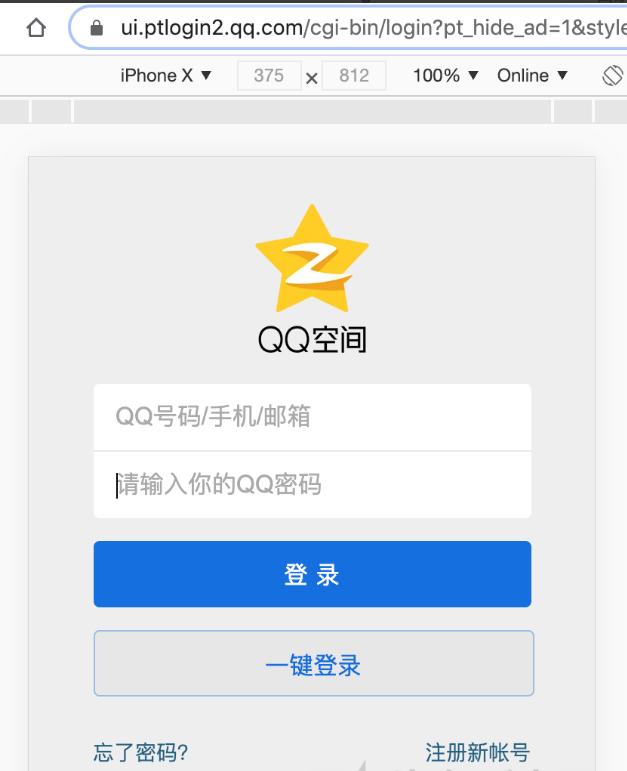 ui.ptlogin2.qq.com/cgi-bin/login?pt_hide_ad=1&style
iPhone X ▼ 375 × 812 100% ▼ Online ▼
QQ空间
QQ号码/手机/邮箱
请输入你的QQ密码
登 录
一键登录
忘了密码? 注册新帐号